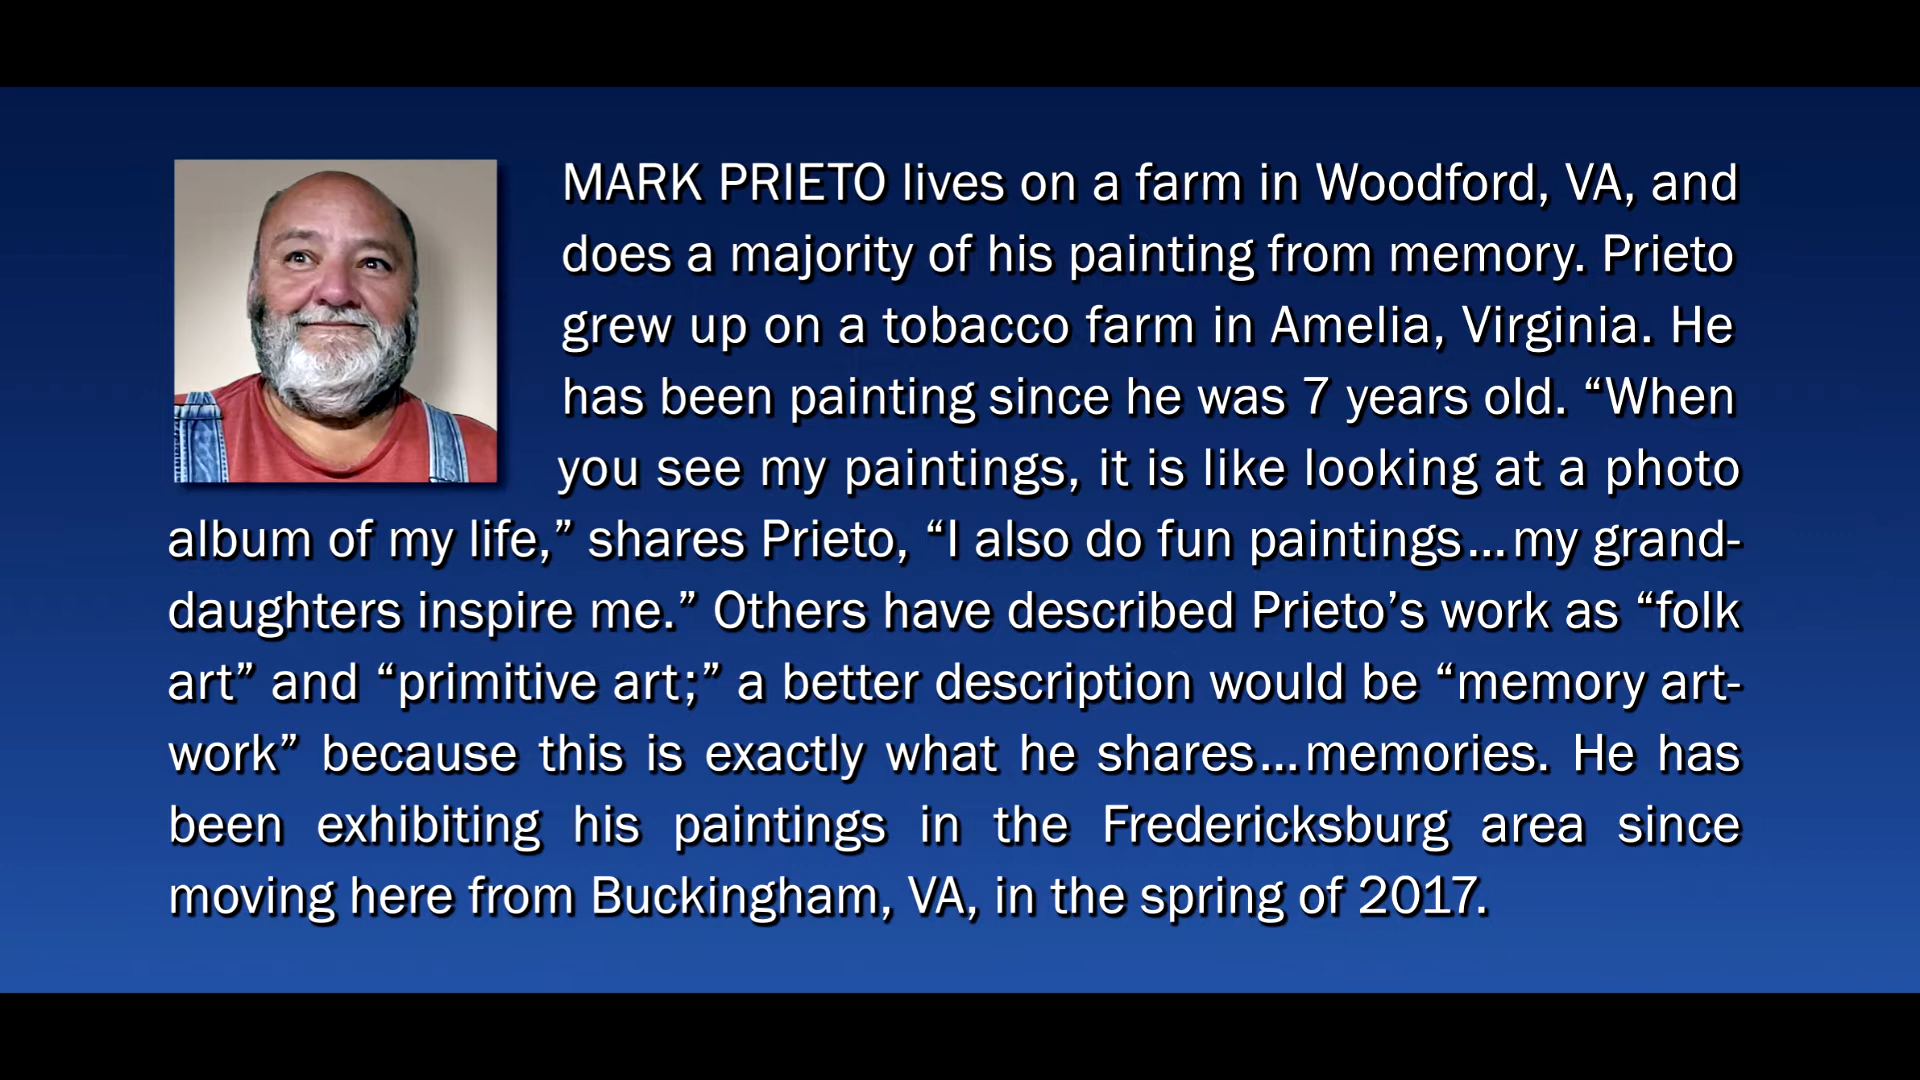 MARK PRIETO lives on a farm in Woodford, VA, and
does a majority of his painting from memory. Prieto
grew up on a tobacco farm in Amelia, Virginia. He
has been painting since he was 7 years old. “When
you see my paintings, it is like looking at a photo
album of my life,” shares Prieto, “I also do fun paintings...my grand-
daughters inspire me.” Others have described Prieto’s work as “folk
art” and “primitive art;” a better description would be “memory art-
work” because this is exactly what he shares...memories. He has
been exhibiting his paintings in the Fredericksburg area since
moving here from Buckingham, VA, in the spring of 2017.